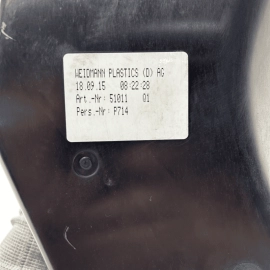 WEIDMANN PLASTICS (D) AG
18.09.15 08:22:28
Art.-Nr: 51011 01
Pers.-Nr: P714